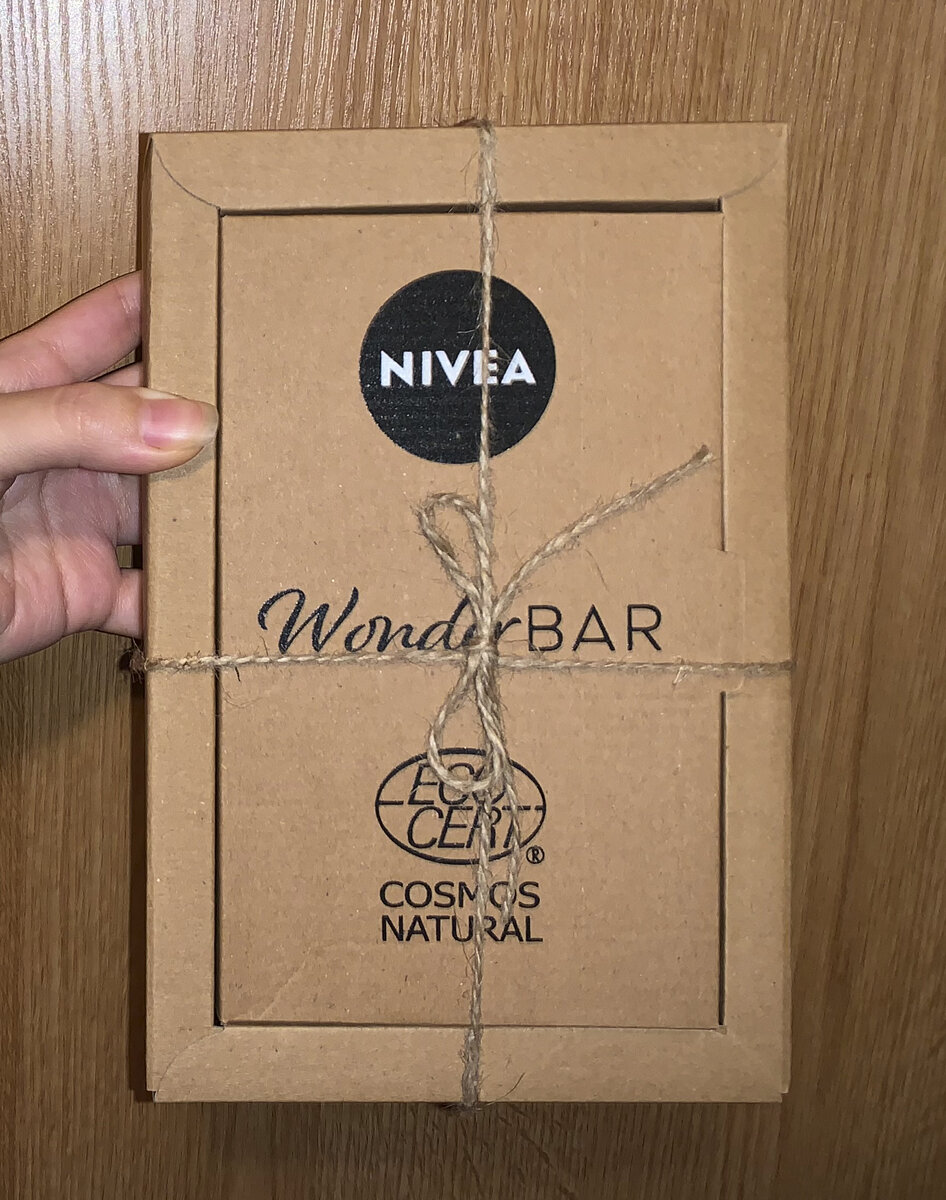 NIVEA
WonderBAR
ECO
CERT®
COSMOS
NATURAL